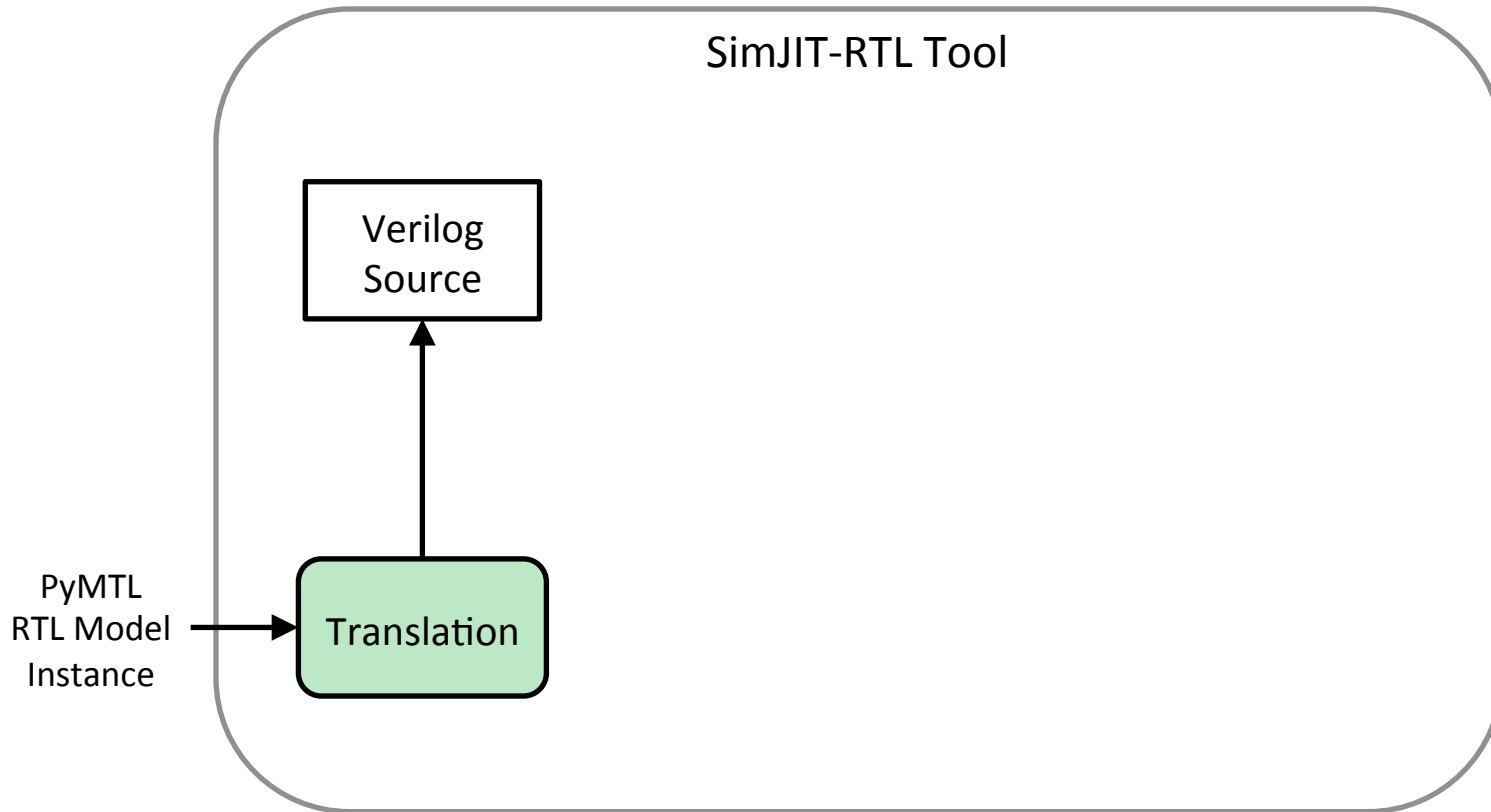 SimJIT-RTL Tool
Verilog
Source
PyMTL
RTL Model
Instance
Translation